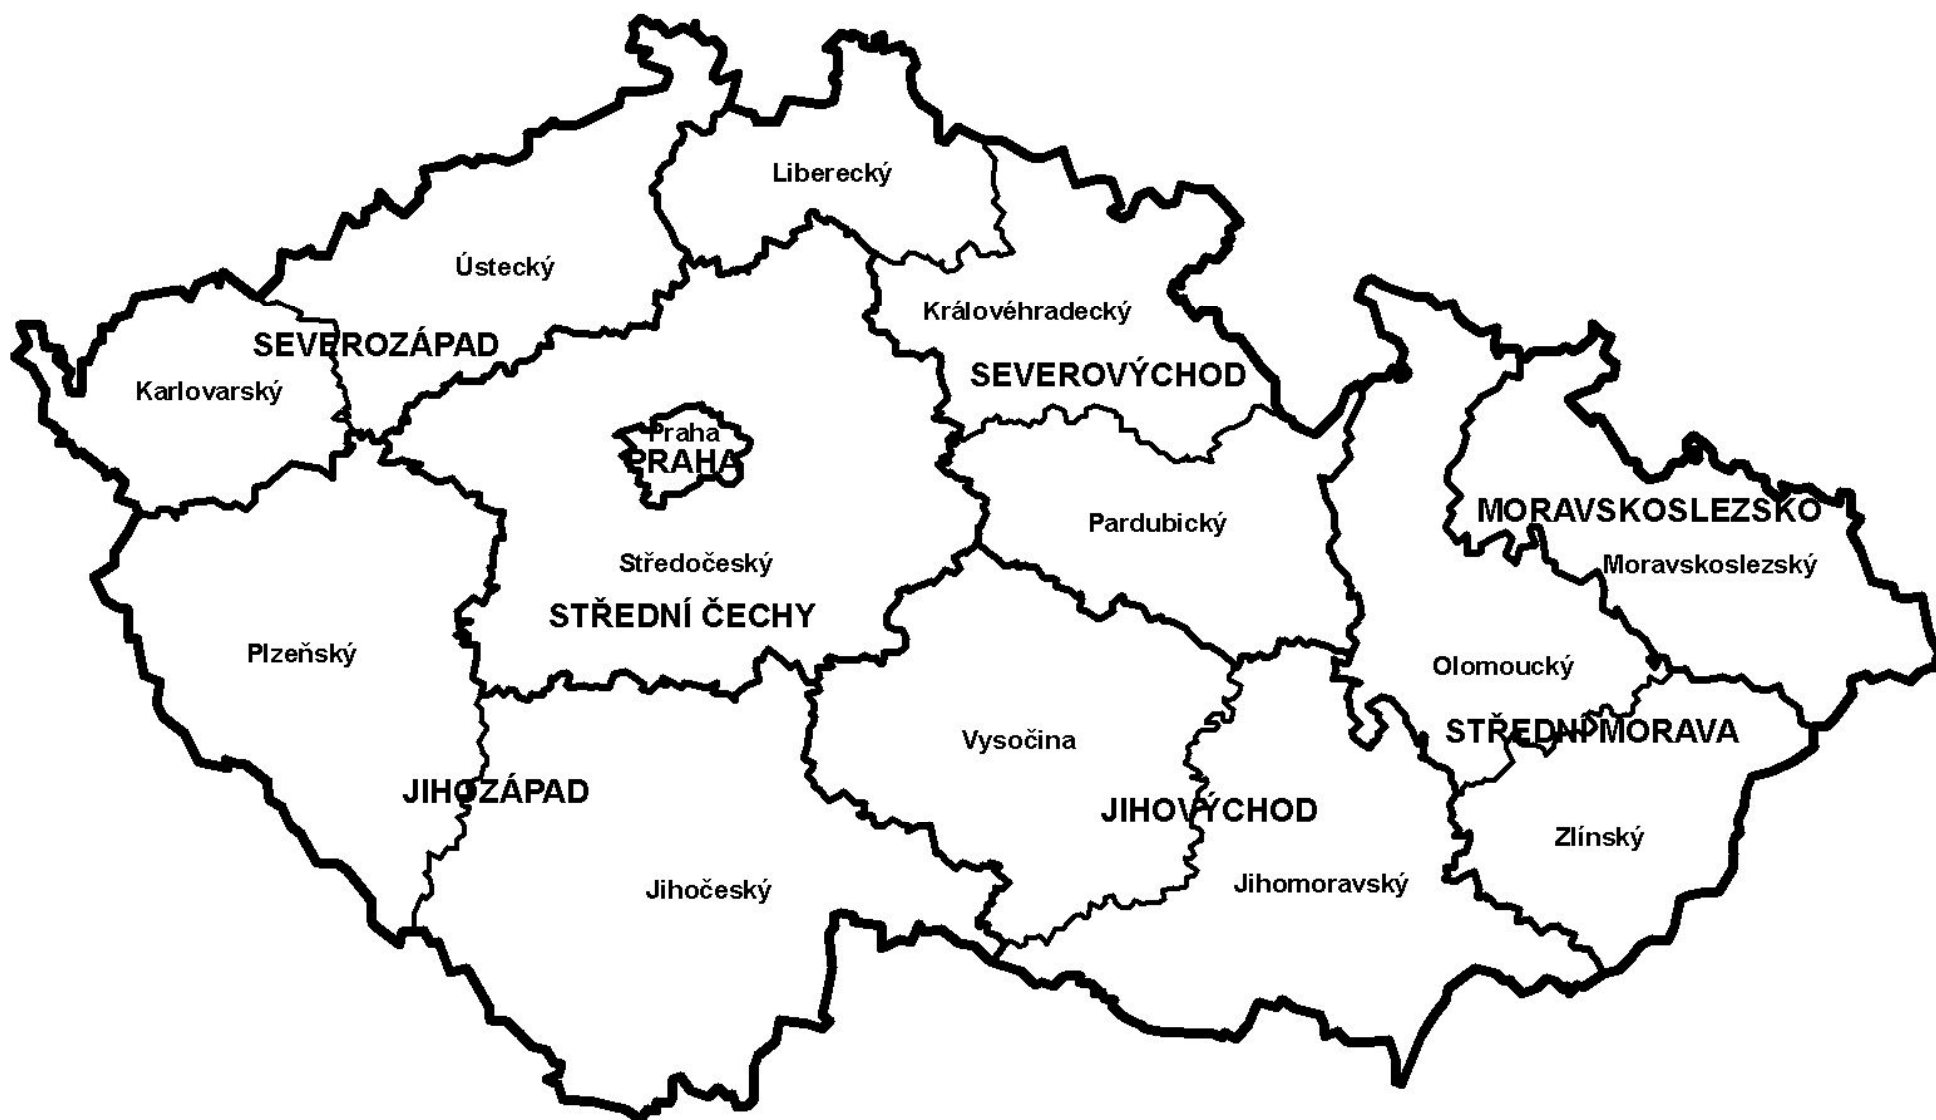 Liberecký
Ústecký
Královéhradecký
SEVEROZÁPAD
SEVEROVÝCHOD
Karlovarský
Praha
PRAHA
MORAVSKOSLEZSKO
Pardubický
Středočeský
Moravskoslezský
STŘEDNÍ ČECHY
Plzeňský
Olomoucký
STŘEDNÍ MORAVA
Vysočina
JIHOZÁPAD
JIHOVÝCHOD
Zlínský
Jihočeský
Jihomoravský